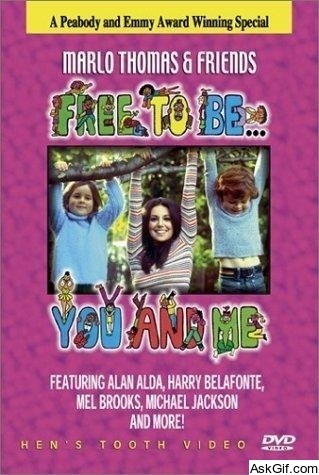 A Peabody and Emmy Award Winning Special
MARLO THOMAS & FRIENDS
FREE TO BE...
YOU AND ME
FEATURING ALAN ALDA, HARRY BELAFONTE,
MEL BROOKS, MICHAEL JACKSON
AND MORE!
HEN'S TOOTH VIDEO
DVD
VIDEO
AskGif.com